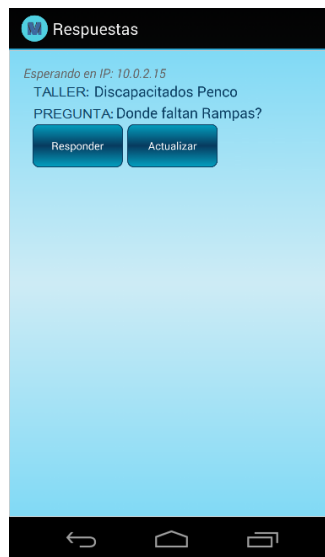 M Respuestas
Esperando en IP: 10.0.2.15
TALLER: Discapacitados Penco
PREGUNTA: Donde faltan Rampas?
Responder Actualizar